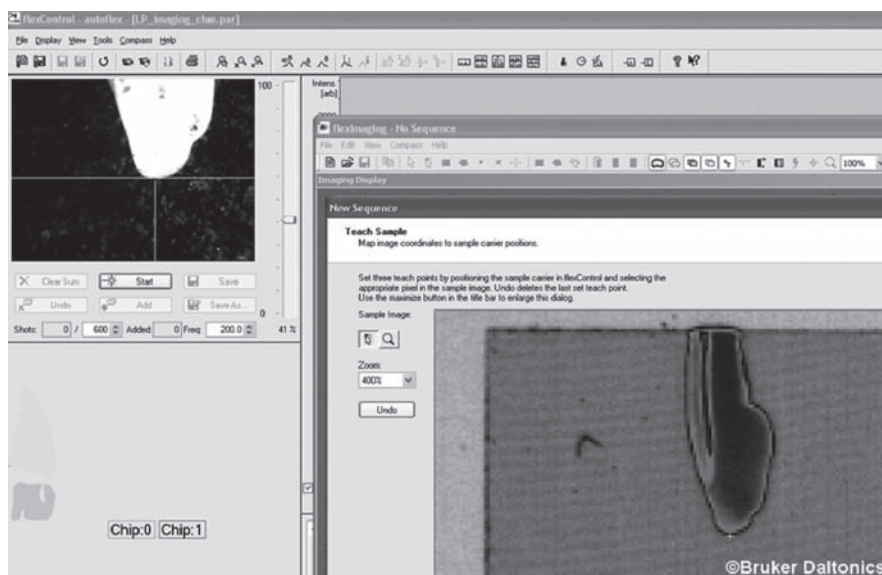 flexControl - autoflex - [LP_imaging_clue.par]
File Display View Tools Compass Help
100
Intens.
[arb]
flexImaging - No Sequence
File Edit View Compass Help
100%
Imaging Display
New Sequence
Teach Sample
Map image coordinates to sample carrier positions.
Set three teach points by positioning the sample carrier in flexControl and selecting the
appropriate pixel in the sample image. Undo deletes the last set teach point.
Use the maximize button in the title bar to enlarge this dialog.
Sample Image:
Zoom:
400%
Undo
Clear Sum Start Save
Undo Add Save As...
0
Shots: 0 / 600 Added: 0 Freq: 200.0 41 %
Chip:0 Chip:1
©Bruker Daltonics